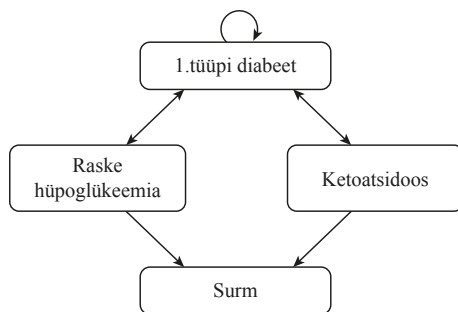 1.tüüpi diabeet
Raske
hüpoglükeemia
Ketoatsidoos
Surm